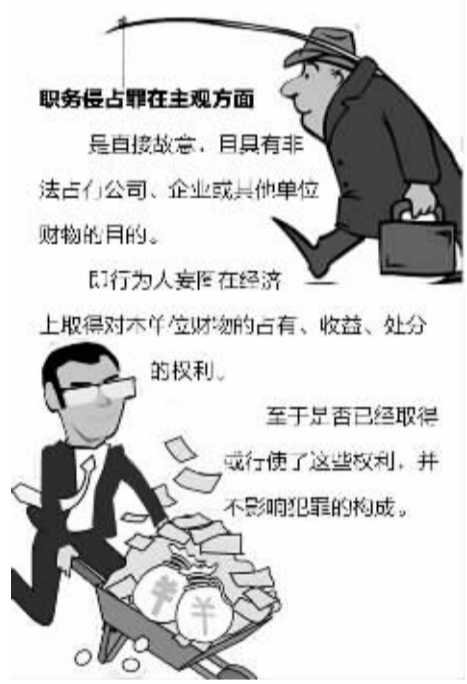 职务侵占罪在主观方面
是直接故意，且具有非
法占有公司、企业或其他单位
财物的目的。
即行为人妄图在经济
上取得对本单位财物的占有、收益、处分
的权利。
至于是否已经取得
或行使了这些权利，并
不影响犯罪的构成。
¥
¥